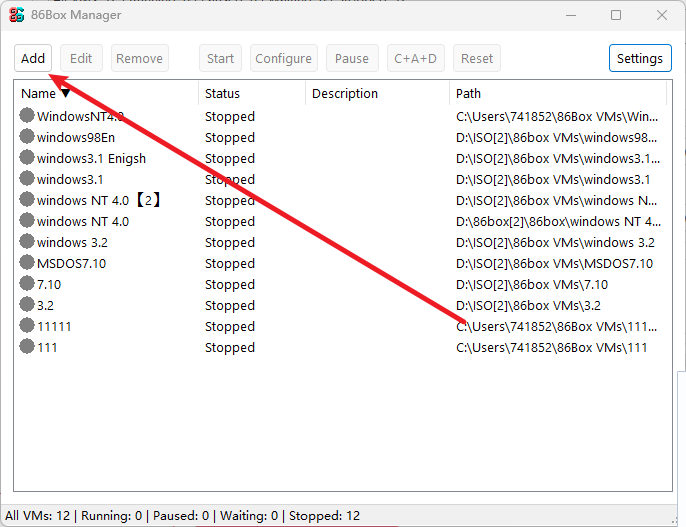 86Box Manager
Add Edit Remove Start Configure Pause C+A+D Reset Settings
Name Status Description Path
WindowsNT4.0 Stopped C:\Users\741852\86Box VMs\Win...
windows98En Stopped D:\ISO[2]\86box VMs\windows98...
windows3.1 Enigsh Stopped D:\ISO[2]\86box VMs\windows3.1...
windows3.1 Stopped D:\ISO[2]\86box VMs\windows3.1
windows NT 4.0【2】 Stopped D:\ISO[2]\86box VMs\windows N...
windows NT 4.0 Stopped D:\86box[2]\86box\windows NT 4...
windows 3.2 Stopped D:\ISO[2]\86box VMs\windows 3.2
MSDOS7.10 Stopped D:\ISO[2]\86box VMs\MSDOS7.10
7.10 Stopped D:\ISO[2]\86box VMs\7.10
3.2 Stopped D:\ISO[2]\86box VMs\3.2
11111 Stopped C:\Users\741852\86Box VMs\111...
111 Stopped C:\Users\741852\86Box VMs\111
All VMs: 12 | Running: 0 | Paused: 0 | Waiting: 0 | Stopped: 12